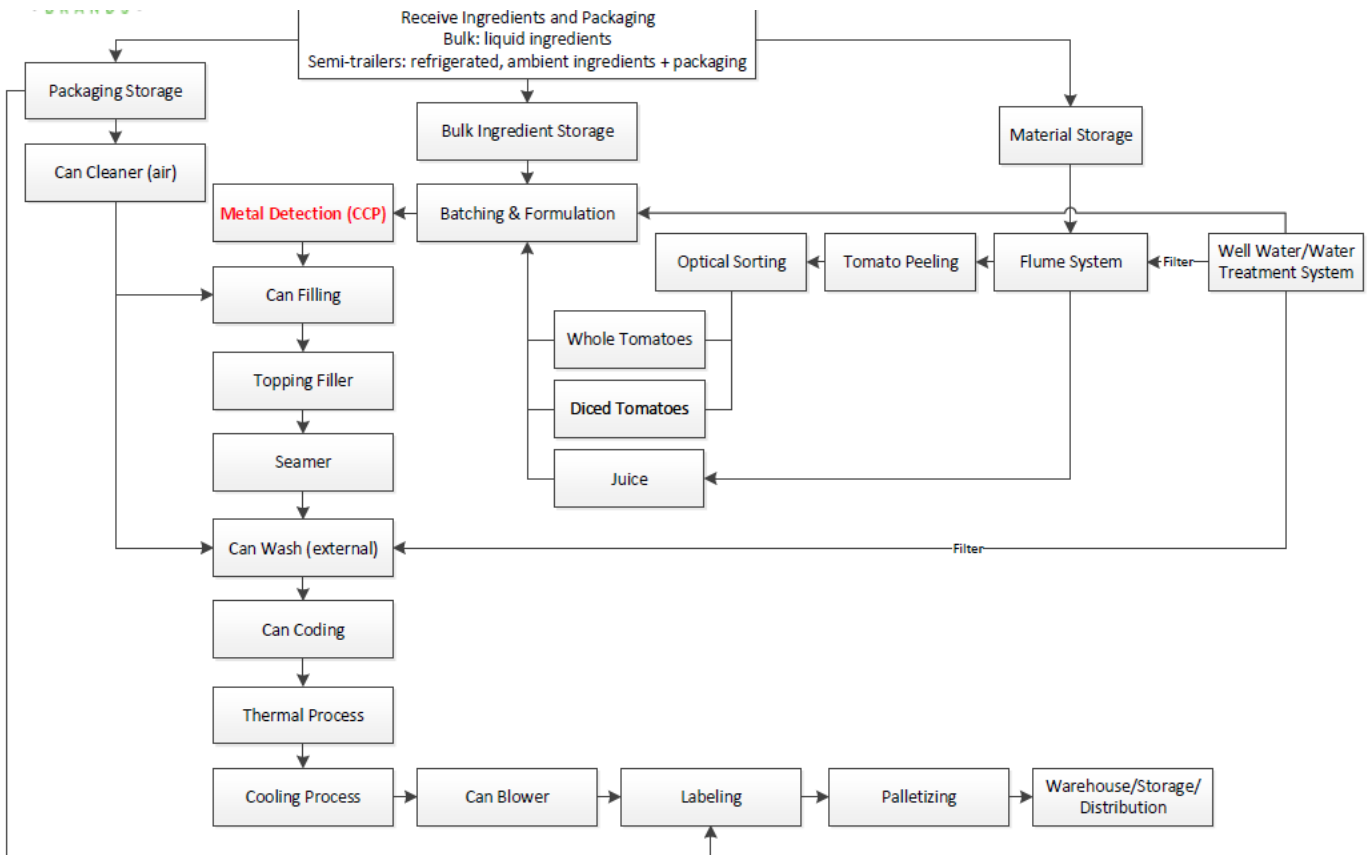 BRANDS
Receive Ingredients and Packaging
Bulk: liquid ingredients
Semi-trailers: refrigerated, ambient ingredients + packaging
Packaging Storage
Bulk Ingredient Storage
Material Storage
Can Cleaner (air)
Metal Detection (CCP)
Batching & Formulation
Optical Sorting
Tomato Peeling
Flume System
Filter
Well Water/Water
Treatment System
Can Filling
Whole Tomatoes
Topping Filler
Diced Tomatoes
Seamer
Juice
Can Wash (external)
Filter
Can Coding
Thermal Process
Cooling Process
Can Blower
Labeling
Palletizing
Warehouse/Storage/
Distribution